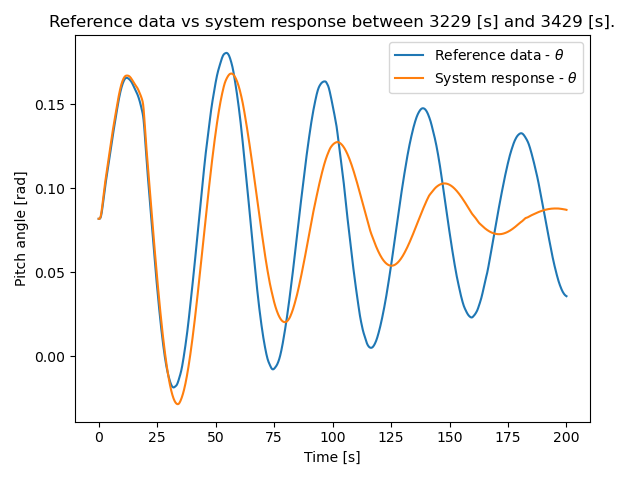 Reference data vs system response between 3229 [s] and 3429 [s].
Reference data - θ
System response - θ
0.15
0.10
0.05
0.00
Pitch angle [rad]
0 25 50 75 100 125 150 175 200
Time [s]